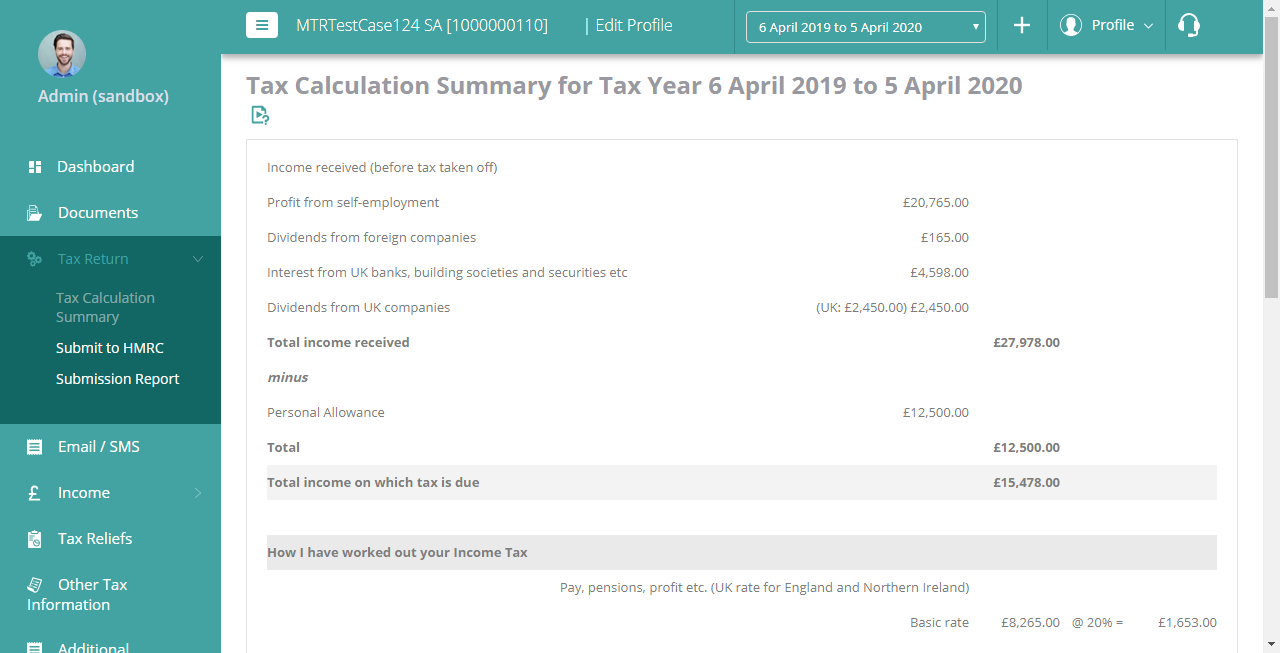 MTRTestCase124 SA [1000000110] | Edit Profile
6 April 2019 to 5 April 2020
Profile
Admin (sandbox)
Dashboard
Documents
Tax Return
Tax Calculation
Summary
Submit to HMRC
Submission Report
Email / SMS
Income
Tax Reliefs
Other Tax
Information
Additional
Tax Calculation Summary for Tax Year 6 April 2019 to 5 April 2020
Income received (before tax taken off)
Profit from self-employment £20,765.00
Dividends from foreign companies £165.00
Interest from UK banks, building societies and securities etc £4,598.00
Dividends from UK companies (UK: £2,450.00) £2,450.00
Total income received £27,978.00
minus
Personal Allowance £12,500.00
Total £12,500.00
Total income on which tax is due £15,478.00
How I have worked out your Income Tax
Pay, pensions, profit etc. (UK rate for England and Northern Ireland)
Basic rate £8,265.00 @ 20% = £1,653.00